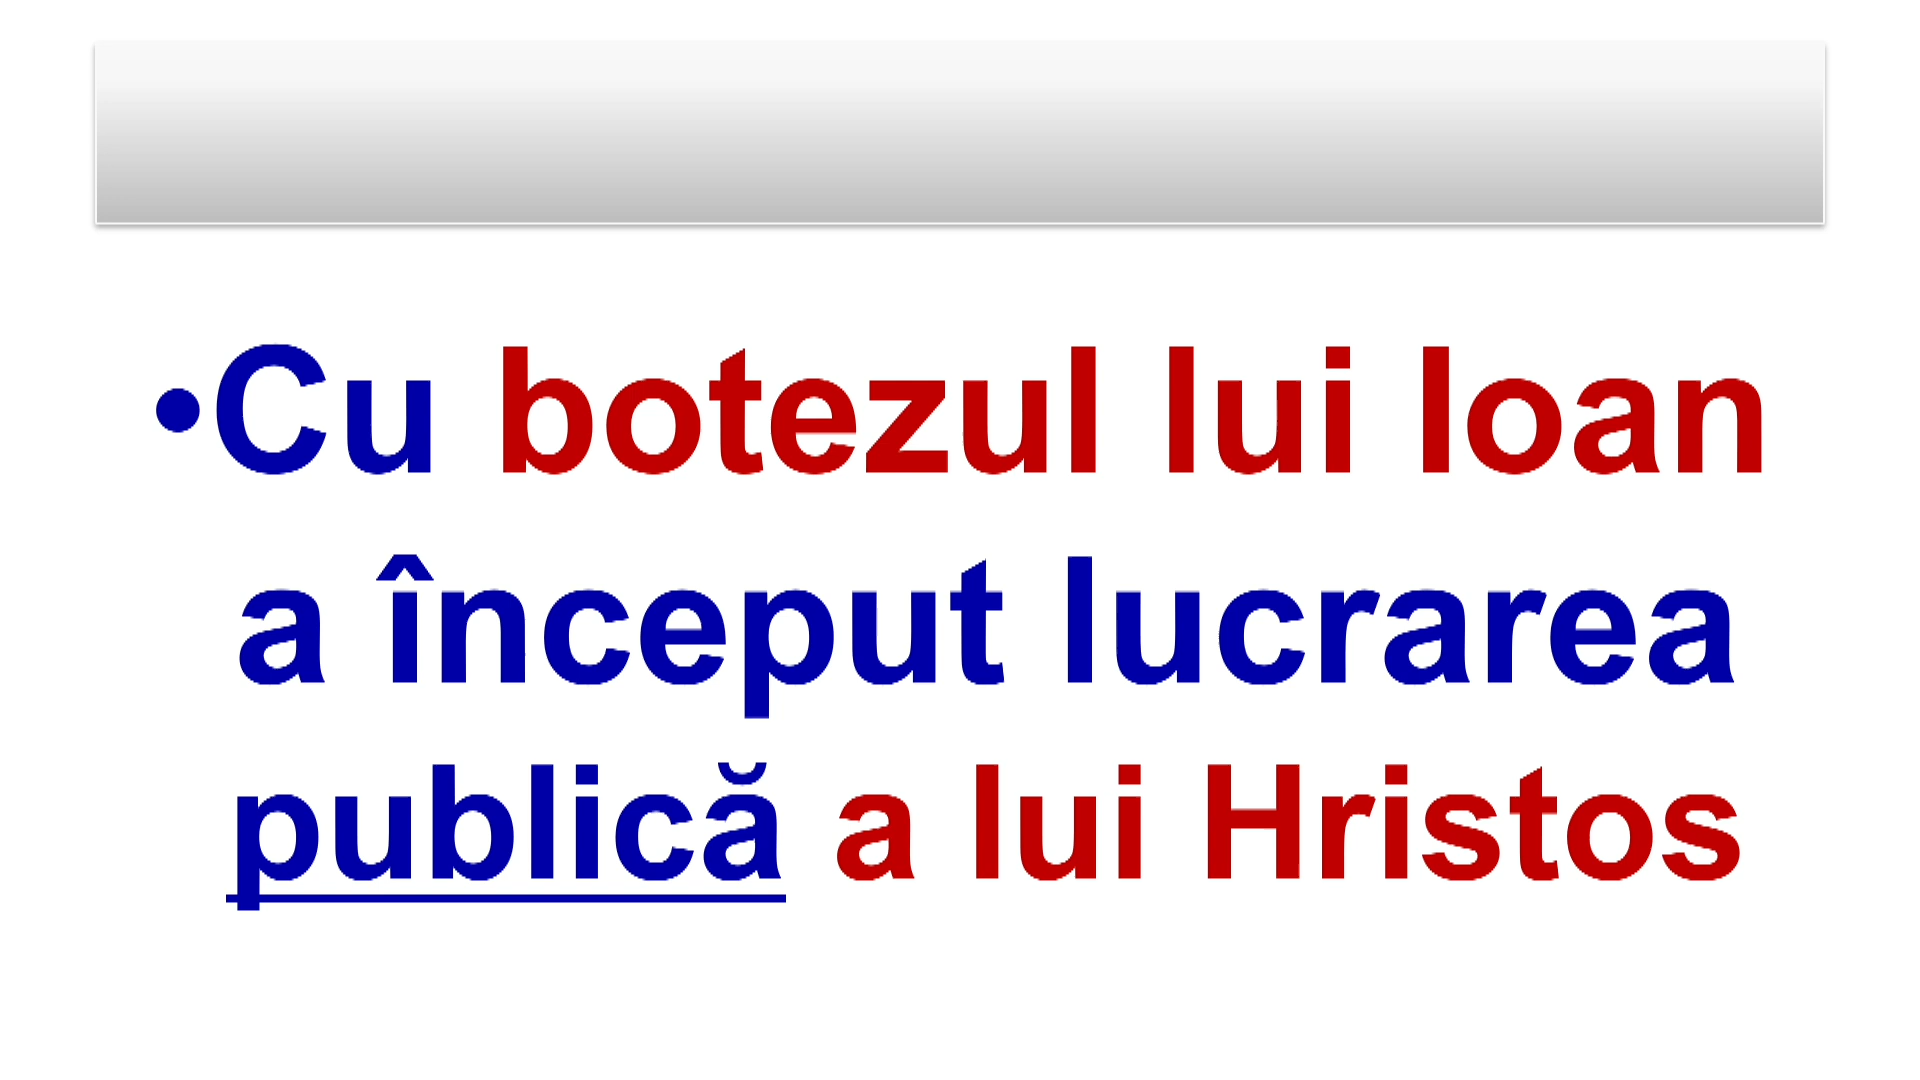 •Cu botezul lui Ioan
a început lucrarea
publică a lui Hristos